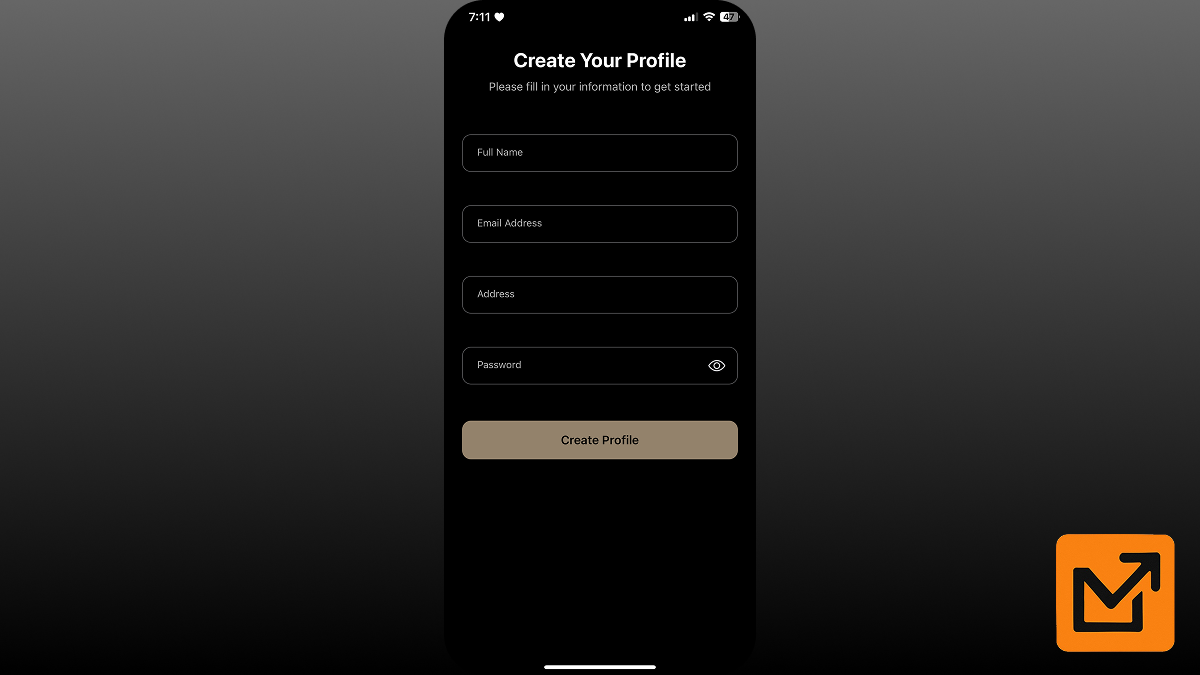 7:11
47
Create Your Profile
Please fill in your information to get started
Full Name
Email Address
Address
Password
Create Profile